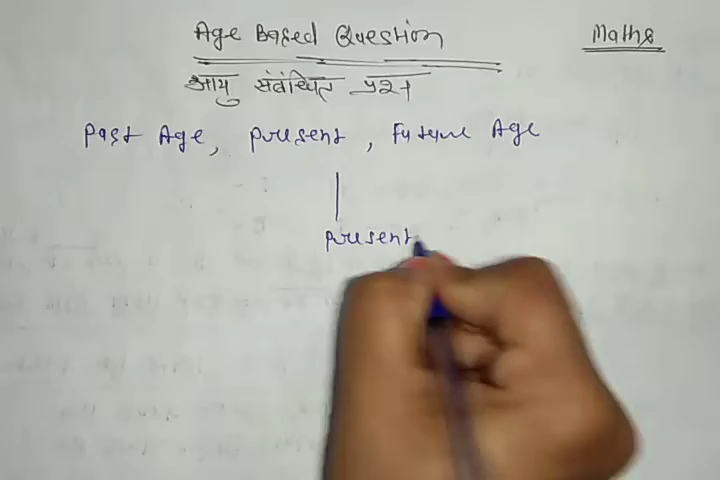 Age Based Question
Maths
आयु संबंधित प्रश्न
Past Age, present, Future Age
present